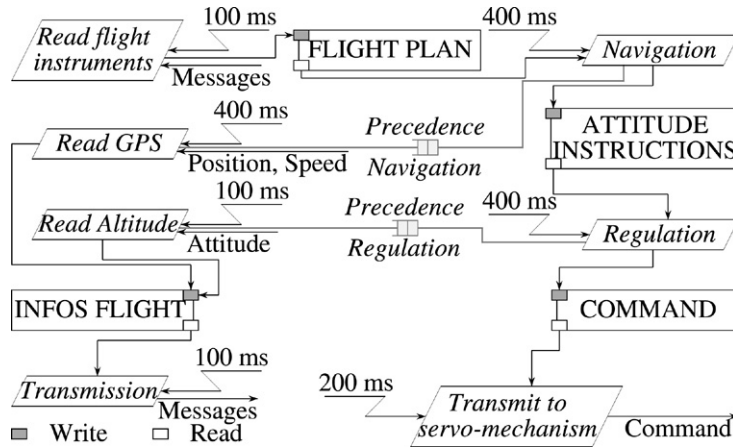 100 ms
400 ms
Read flight
instruments
FLIGHT PLAN
Navigation
Messages
400 ms
Read GPS
Precedence
ATTITUDE
INSTRUCTIONS
Position, Speed
Navigation
100 ms
Read Altitude
Precedence
400 ms
Attitude
Regulation
Regulation
INFOS FLIGHT
COMMAND
100 ms
Transmission
200 ms
Transmit to
servo-mechanism
Messages
Command
Write
Read